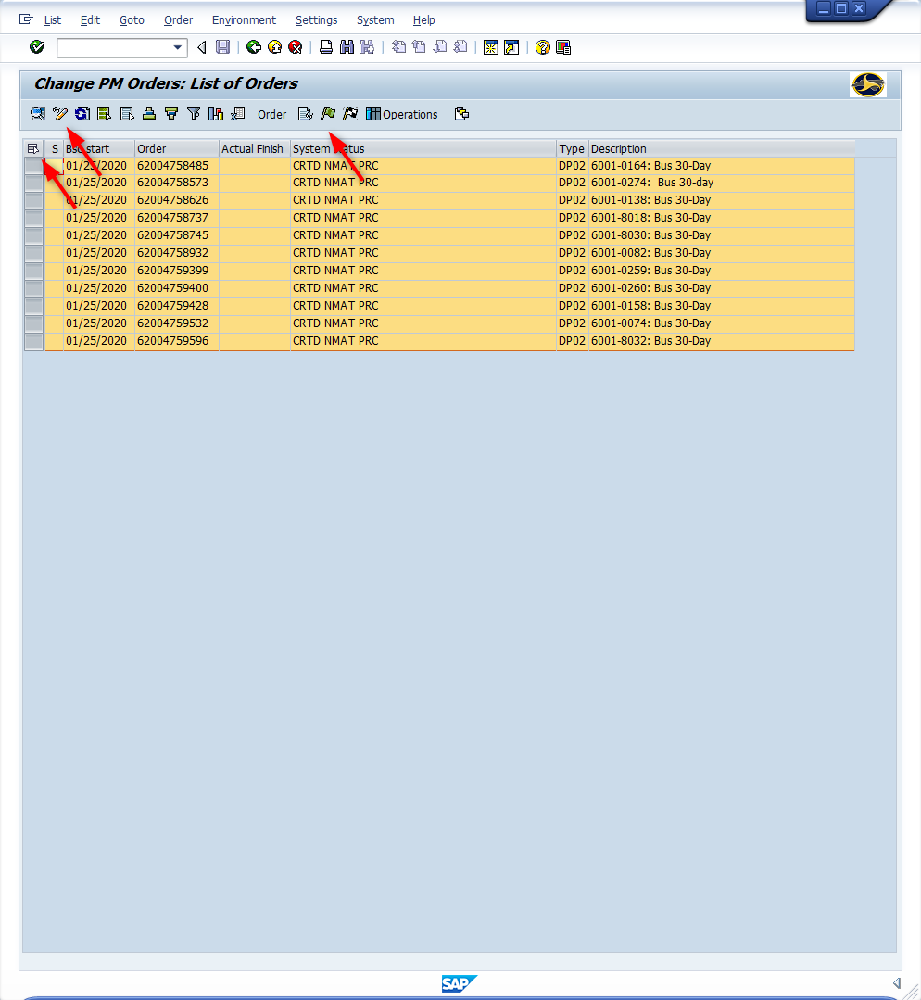 List Edit Goto Order Environment Settings System Help
Change PM Orders: List of Orders
Order Operations
S Bsc start Order Actual Finish System Status Type Description
01/25/2020 62004758485 CRTD NMAT PRC DP02 6001-0164: Bus 30-Day
01/25/2020 62004758573 CRTD NMAT PRC DP02 6001-0274:  Bus 30-day
01/25/2020 62004758626 CRTD NMAT PRC DP02 6001-0138: Bus 30-Day
01/25/2020 62004758737 CRTD NMAT PRC DP02 6001-8018: Bus 30-Day
01/25/2020 62004758745 CRTD NMAT PRC DP02 6001-8030: Bus 30-Day
01/25/2020 62004758932 CRTD NMAT PRC DP02 6001-0082: Bus 30-Day
01/25/2020 62004759399 CRTD NMAT PRC DP02 6001-0259: Bus 30-Day
01/25/2020 62004759400 CRTD NMAT PRC DP02 6001-0260: Bus 30-Day
01/25/2020 62004759428 CRTD NMAT PRC DP02 6001-0158: Bus 30-Day
01/25/2020 62004759532 CRTD NMAT PRC DP02 6001-0074: Bus 30-Day
01/25/2020 62004759596 CRTD NMAT PRC DP02 6001-8032: Bus 30-Day
SAP